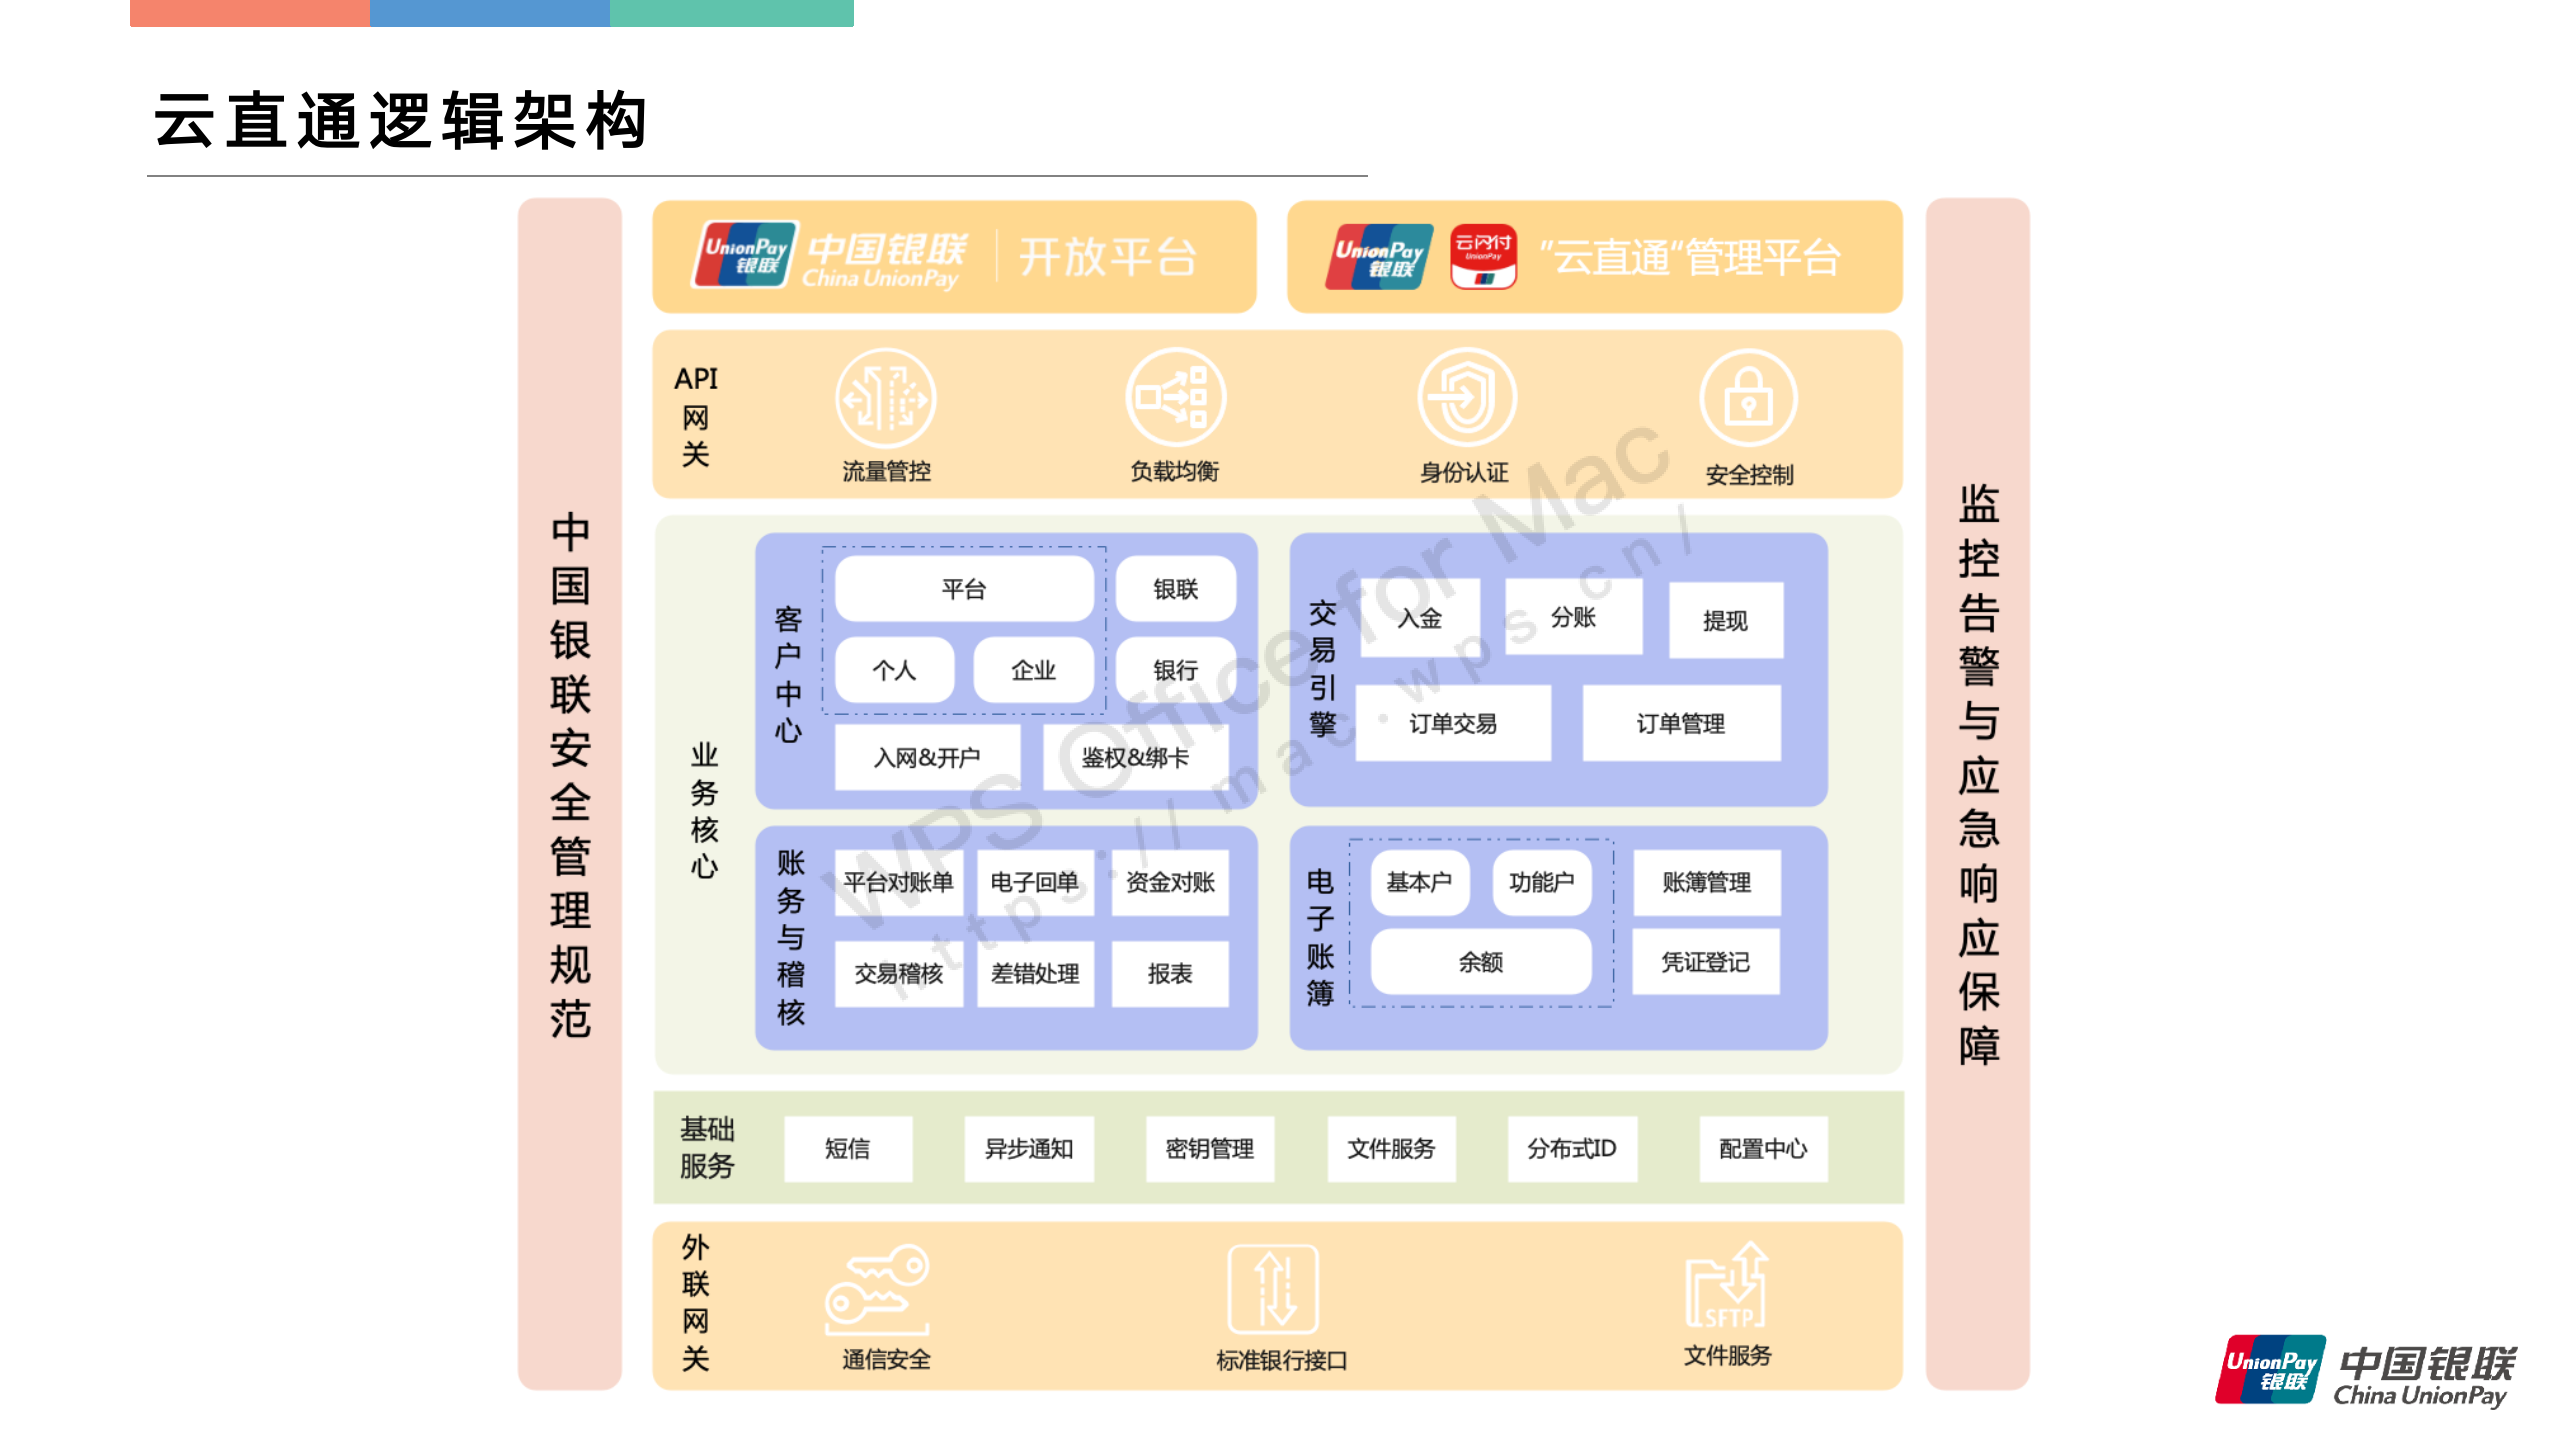 云直通逻辑架构
中国银联安全管理规范
UnionPay
银联
中国银联
China UnionPay
开放平台
UnionPay
银联
云闪付
UnionPay
"云直通"管理平台
API
网
关
流量管控
负载均衡
身份认证
安全控制
业务核心
客户中心
平台
银联
个人
企业
银行
入网&开户
鉴权&绑卡
交易引擎
入金
分账
提现
订单交易
订单管理
账务与稽核
平台对账单
电子回单
资金对账
交易稽核
差错处理
报表
电子账簿
基本户
功能户
账簿管理
余额
凭证登记
基础
服务
短信
异步通知
密钥管理
文件服务
分布式ID
配置中心
外联网关
通信安全
标准银行接口
SFTP
文件服务
监控告警与应急响应保障
WPS Office for Mac
https://mac.wps.cn/
UnionPay
银联
中国银联
China UnionPay